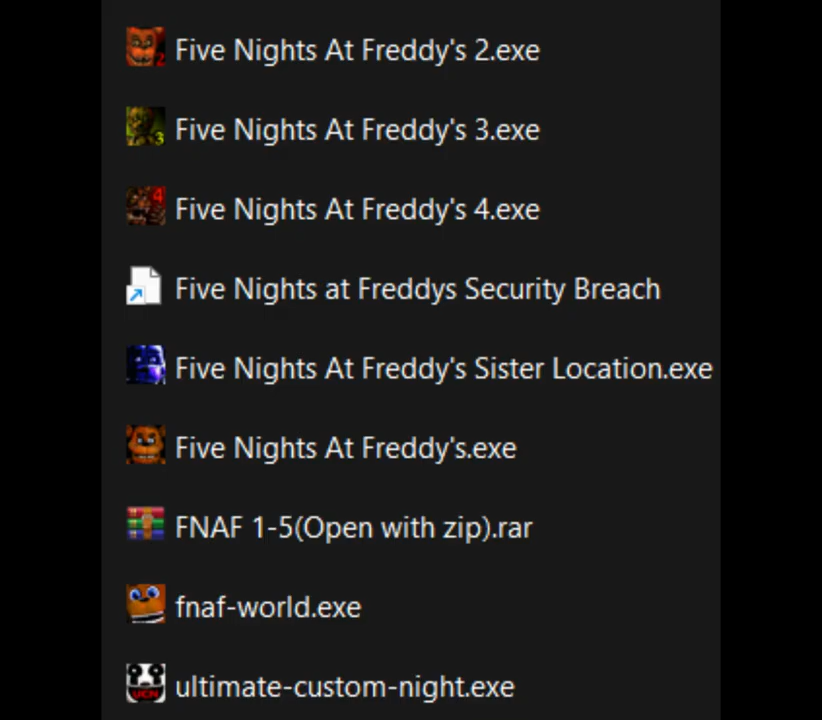 Five Nights At Freddy's 2.exe
Five Nights At Freddy's 3.exe
Five Nights At Freddy's 4.exe
Five Nights at Freddys Security Breach
Five Nights At Freddy's Sister Location.exe
Five Nights At Freddy's.exe
FNAF 1-5(Open with zip).rar
fnaf-world.exe
ultimate-custom-night.exe